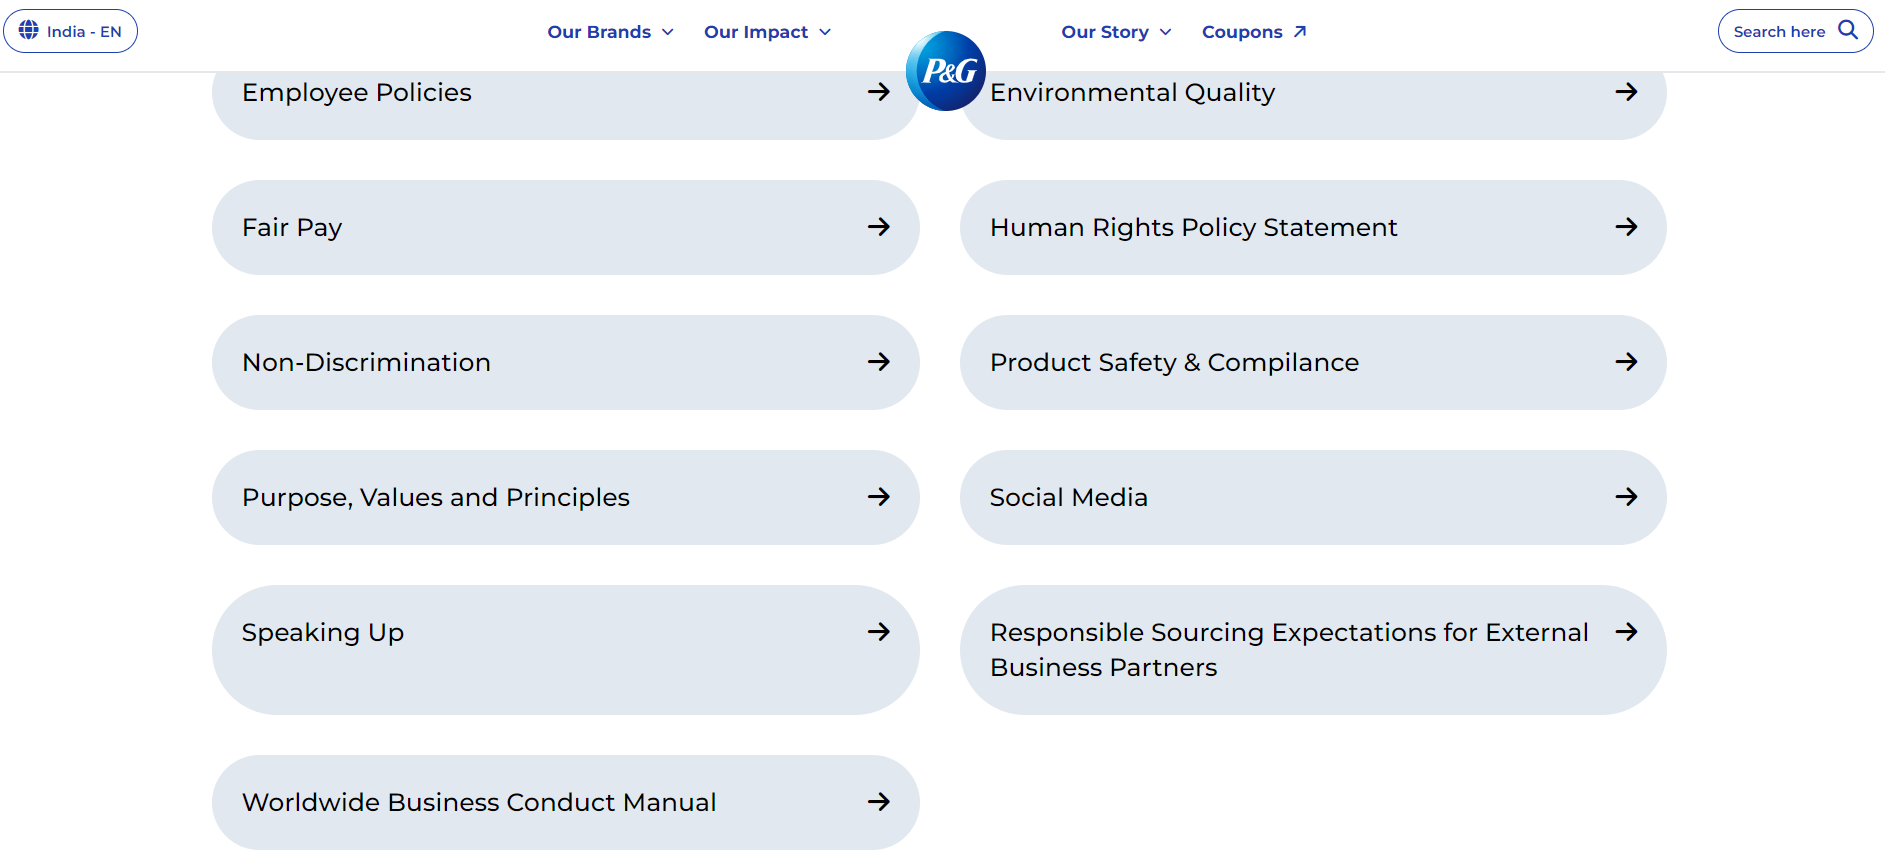 India - EN
Our Brands
Our Impact
P&G
Our Story
Coupons
Search here
Employee Policies
Environmental Quality
Fair Pay
Human Rights Policy Statement
Non-Discrimination
Product Safety & Compilance
Purpose, Values and Principles
Social Media
Speaking Up
Responsible Sourcing Expectations for External
Business Partners
Worldwide Business Conduct Manual